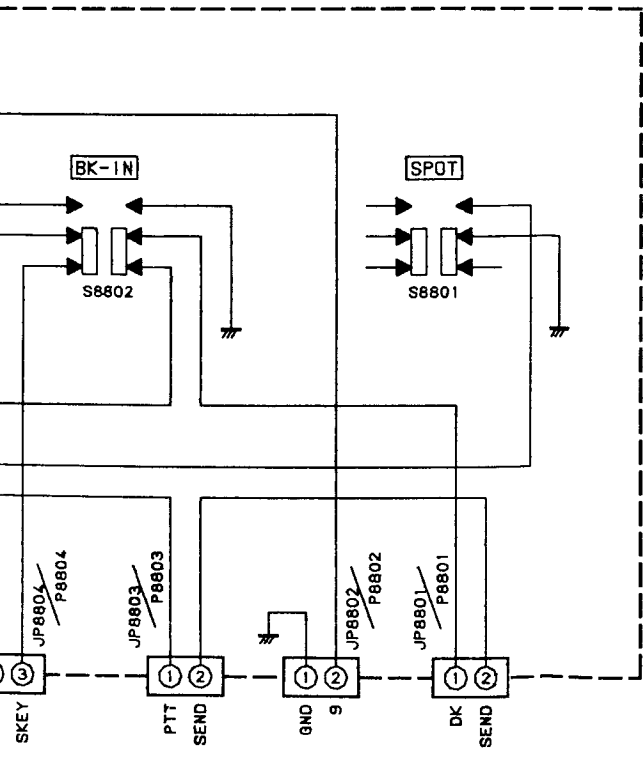 BK-IN
SPOT
S8802
S8801
JP8804/P8804
JP8803/P8803
JP8802/P8802
JP8801/P8801
3
1 2
1 2
1 2
SKEY
PTT
SEND
GND
9
DK
SEND